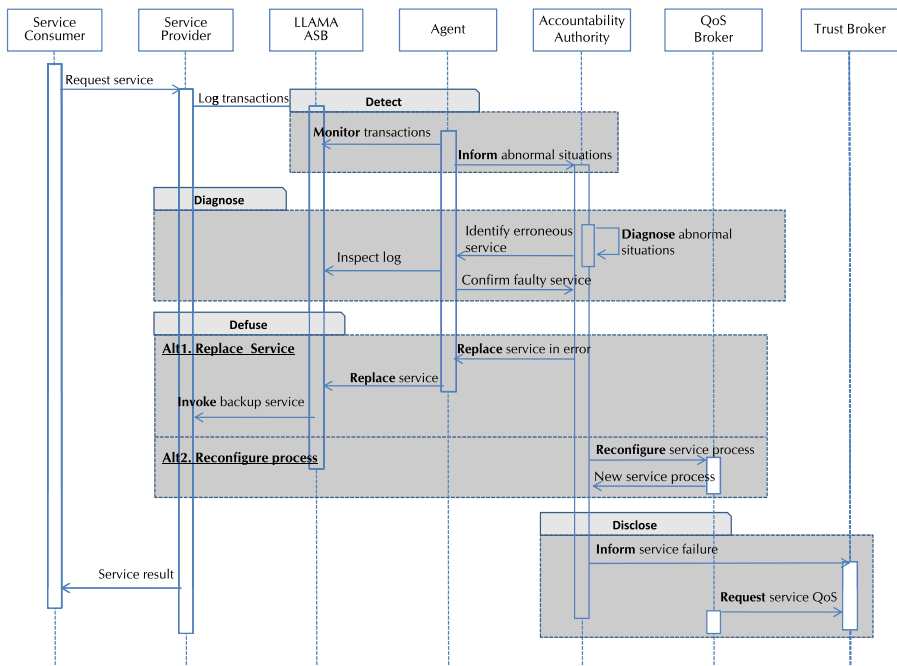 Service
Consumer
Service
Provider
LLAMA
ASB
Agent
Accountability
Authority
QoS
Broker
Trust Broker
Request service
Log transactions
Detect
Monitor transactions
Inform abnormal situations
Diagnose
Identify erroneous
service
Diagnose abnormal
situations
Inspect log
Confirm faulty service
Defuse
Alt1. Replace Service
Replace service in error
Replace service
Invoke backup service
Alt2. Reconfigure process
Reconfigure service process
New service process
Disclose
Inform service failure
Service result
Request service QoS